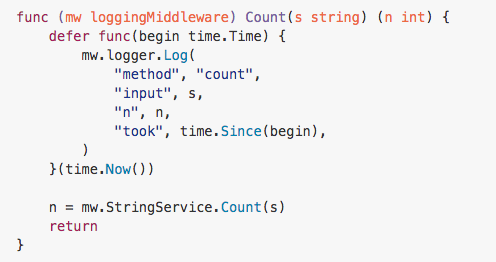 func (mw loggingMiddleware) Count(s string) (n int) {
    defer func(begin time.Time) {
        mw.logger.Log(
            "method", "count",
            "input", s,
            "n", n,
            "took", time.Since(begin),
        )
    }(time.Now())

    n = mw.StringService.Count(s)
    return
}